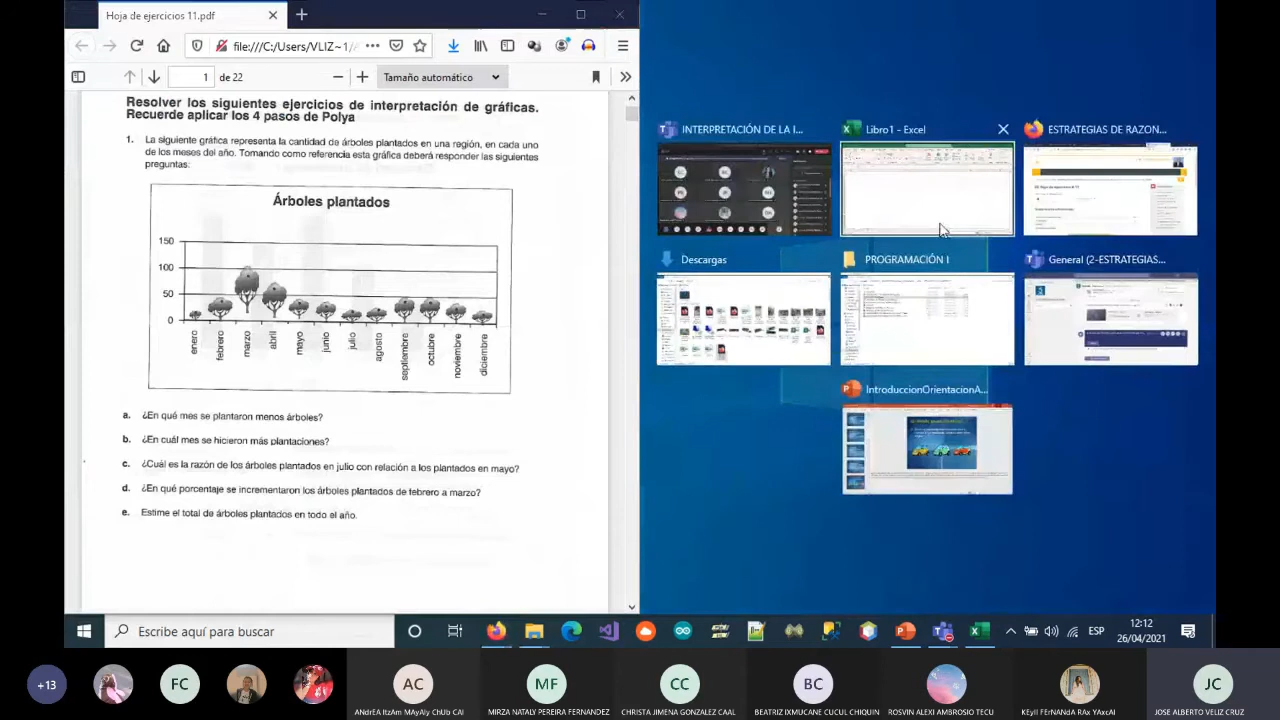 Hoja de ejercicios 11.pdf
file:///C:/Users/VLIZ~1/
1
de 22
Tamaño automático
Resolver los siguientes ejercicios de interpretación de gráficas.
Recuerde aplicar los 4 pasos de Polya
1. La siguiente gráfica representa la cantidad de árboles plantados en una región, en cada uno
de los meses del año. Tomando como referencia esta gráfica deberá responder las siguientes
preguntas:
Árboles plantados
150
100
50
0
enero
febrero
marzo
abril
mayo
junio
julio
agosto
septiembre
octubre
noviembre
diciembre
a. ¿En qué mes se plantaron menos árboles?
b. ¿En cuál mes se hicieron más plantaciones?
c. ¿Cuál es la razón de los árboles plantados en julio con relación a los plantados en mayo?
d. ¿En qué porcentaje se incrementaron los árboles plantados de febrero a marzo?
e. Estime el total de árboles plantados en todo el año.
INTERPRETACIÓN DE LA I...
Libro1 - Excel
ESTRATEGIAS DE RAZON...
Descargas
PROGRAMACIÓN I
General (2-ESTRATEGIAS...
IntroduccionOrientacionA...
Escribe aquí para buscar
ESP
12:12
26/04/2021
+13
FC
AC
MF
CC
BC
JC
ANdrEA ItzAm MAyAly ChUb CAl
MIRZA NATALY PEREIRA FERNANDEZ
CHRISTA JIMENA GONZALEZ CAAL
BEATRIZ IXMUCANE CUCUL CHIQUIN
ROSVIN ALEXI AMBROSIO TECU
KEyll FErNANdA RAx YAxcAl
JOSE ALBERTO VELIZ CRUZ